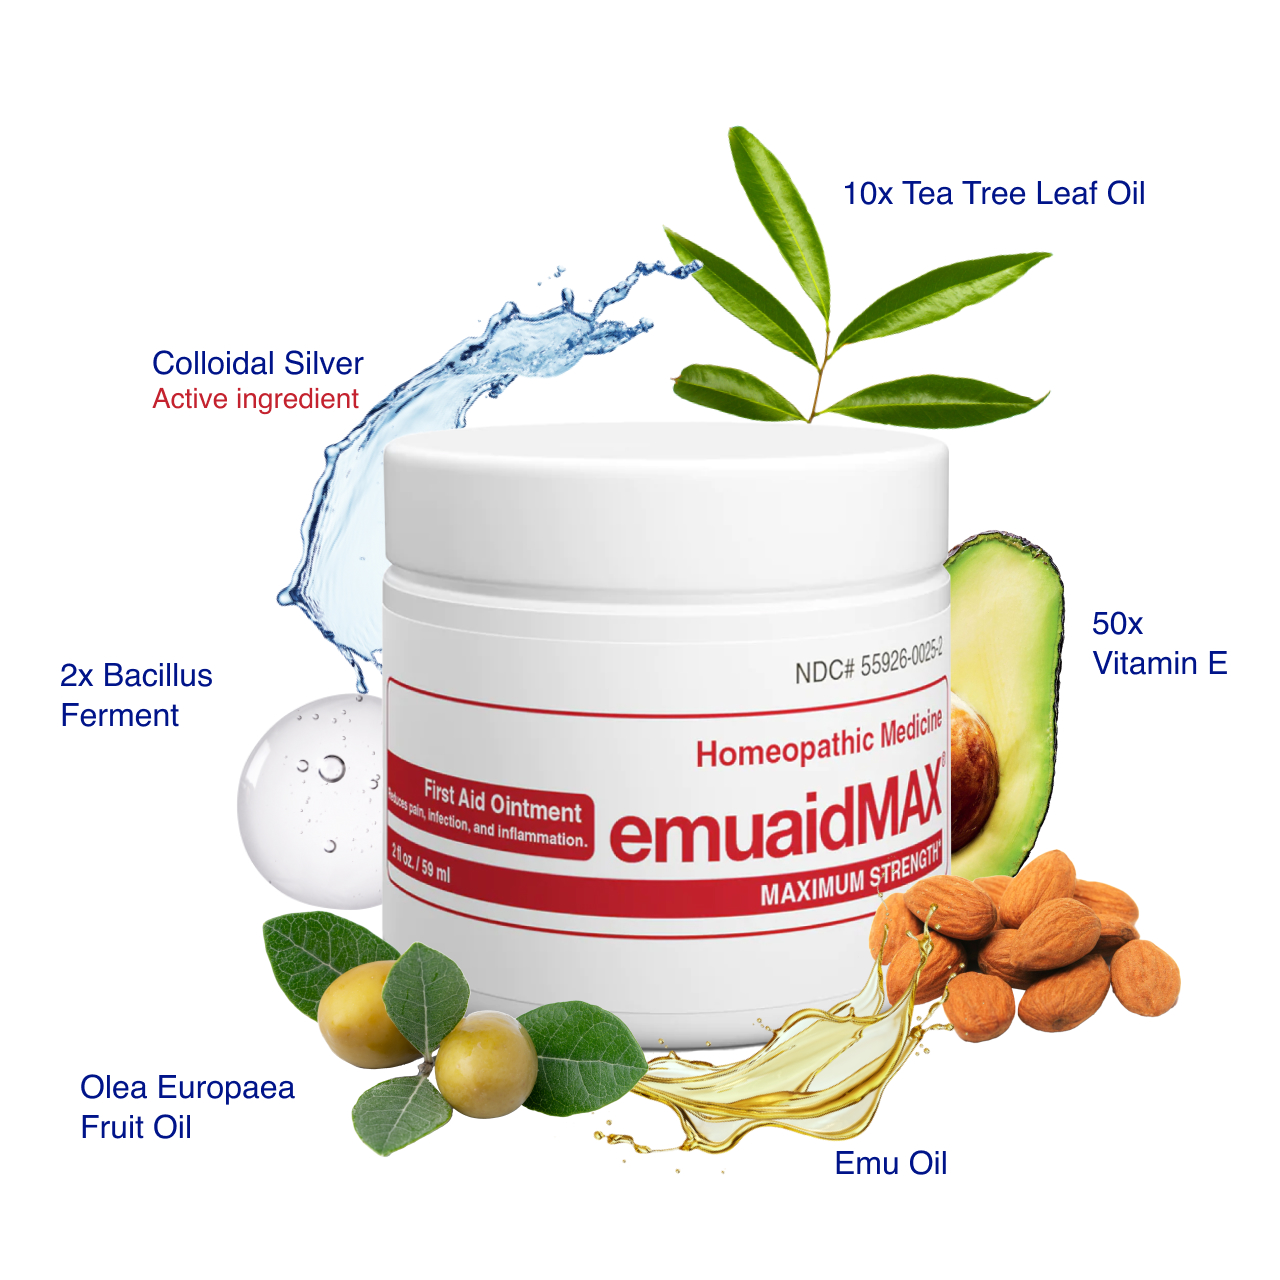 10x Tea Tree Leaf Oil
Colloidal Silver
Active ingredient
50x
Vitamin E
2x Bacillus
Ferment
NDC# 55926-0025-2
Homeopathic Medicine
First Aid Ointment
Reduces pain, infection, and inflammation.
emuaidMAX®
2 fl oz. / 59 ml
MAXIMUM STRENGTH*
Olea Europaea
Fruit Oil
Emu Oil